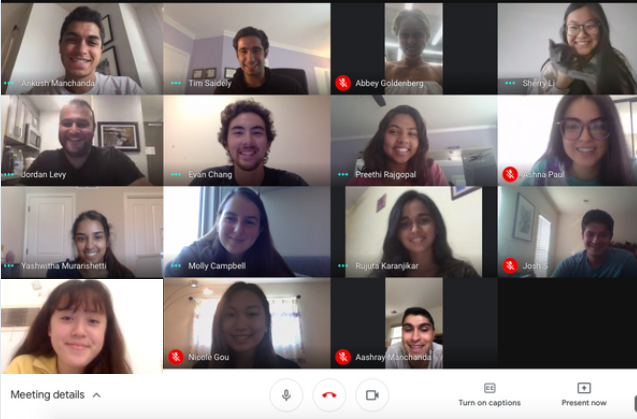 Ankush Manchanda
Tim Saidely
Abbey Goldenberg
Sherry Li
Jordan Levy
Evan Chang
Preethi Rajgopal
Ashna Paul
Yashwitha Murarishetti
Molly Campbell
Rujuta Karanjikar
Josh S
Nicole Gou
Aashray Manchanda
Meeting details
Turn on captions
Present now